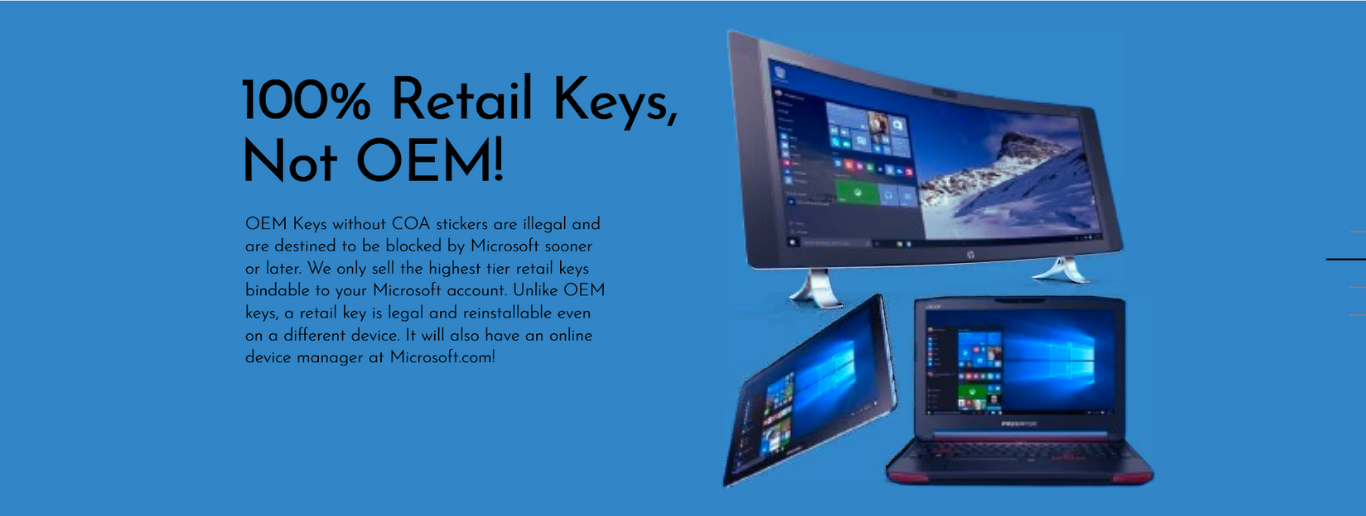 100% Retail Keys,
Not OEM!
OEM Keys without COA stickers are illegal and
are destined to be blocked by Microsoft sooner
or later. We only sell the highest tier retail keys
bindable to your Microsoft account. Unlike OEM
keys, a retail key is legal and reinstallable even
on a different device. It will also have an online
device manager at Microsoft.com!
hp
PREDATOR